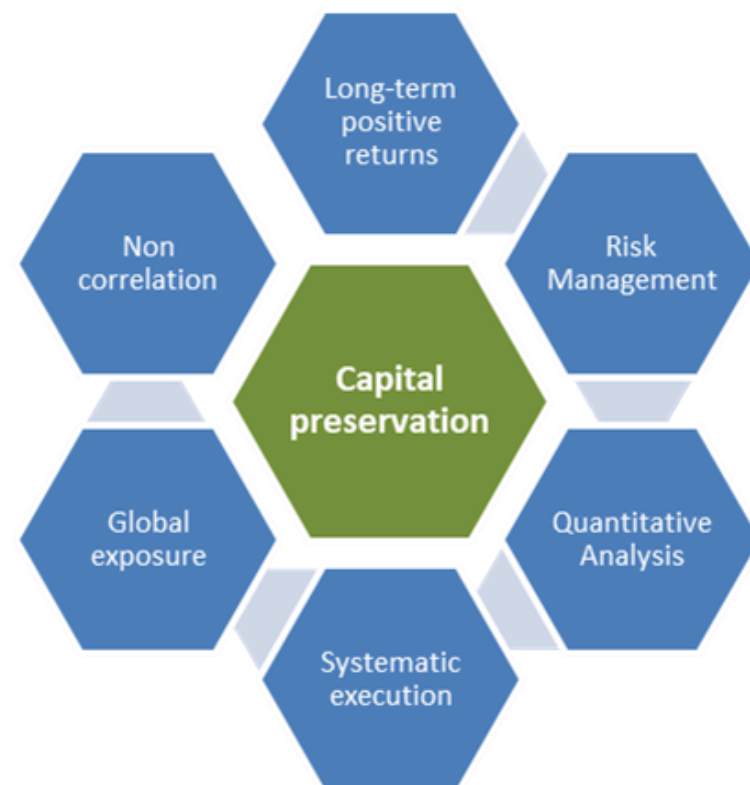 Long-term
positive
returns
Non
correlation
Risk
Management
Capital
preservation
Global
exposure
Quantitative
Analysis
Systematic
execution